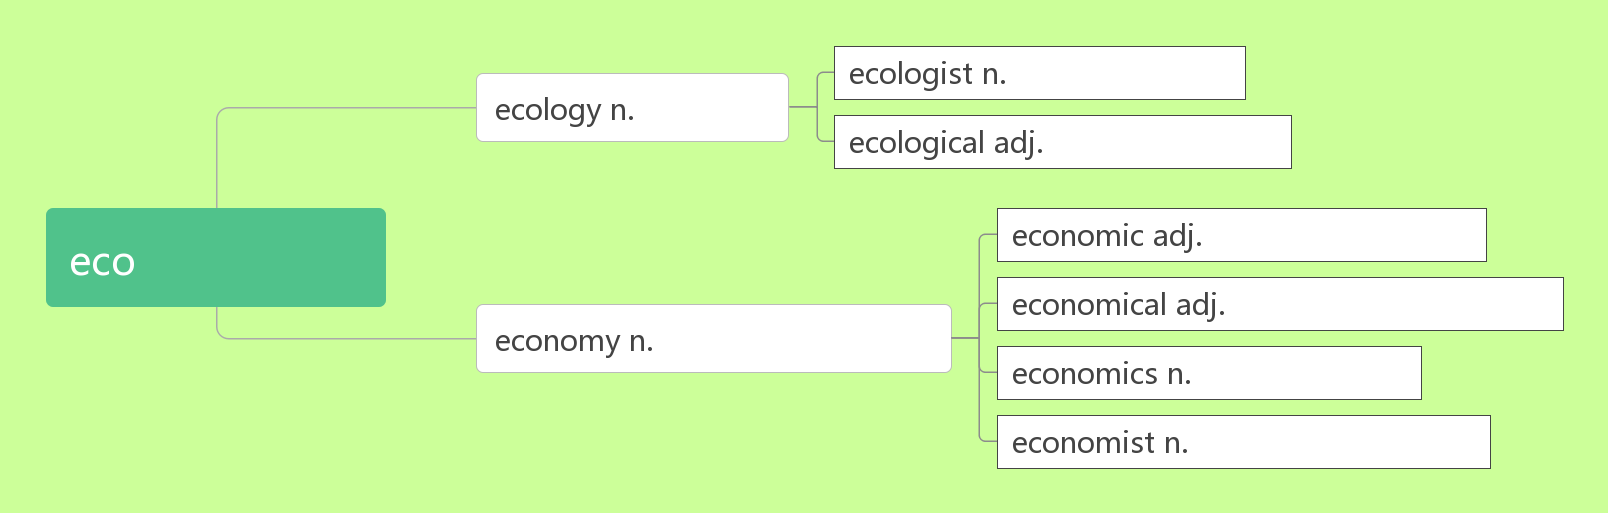 eco
ecology n.
ecologist n.
ecological adj.
economy n.
economic adj.
economical adj.
economics n.
economist n.